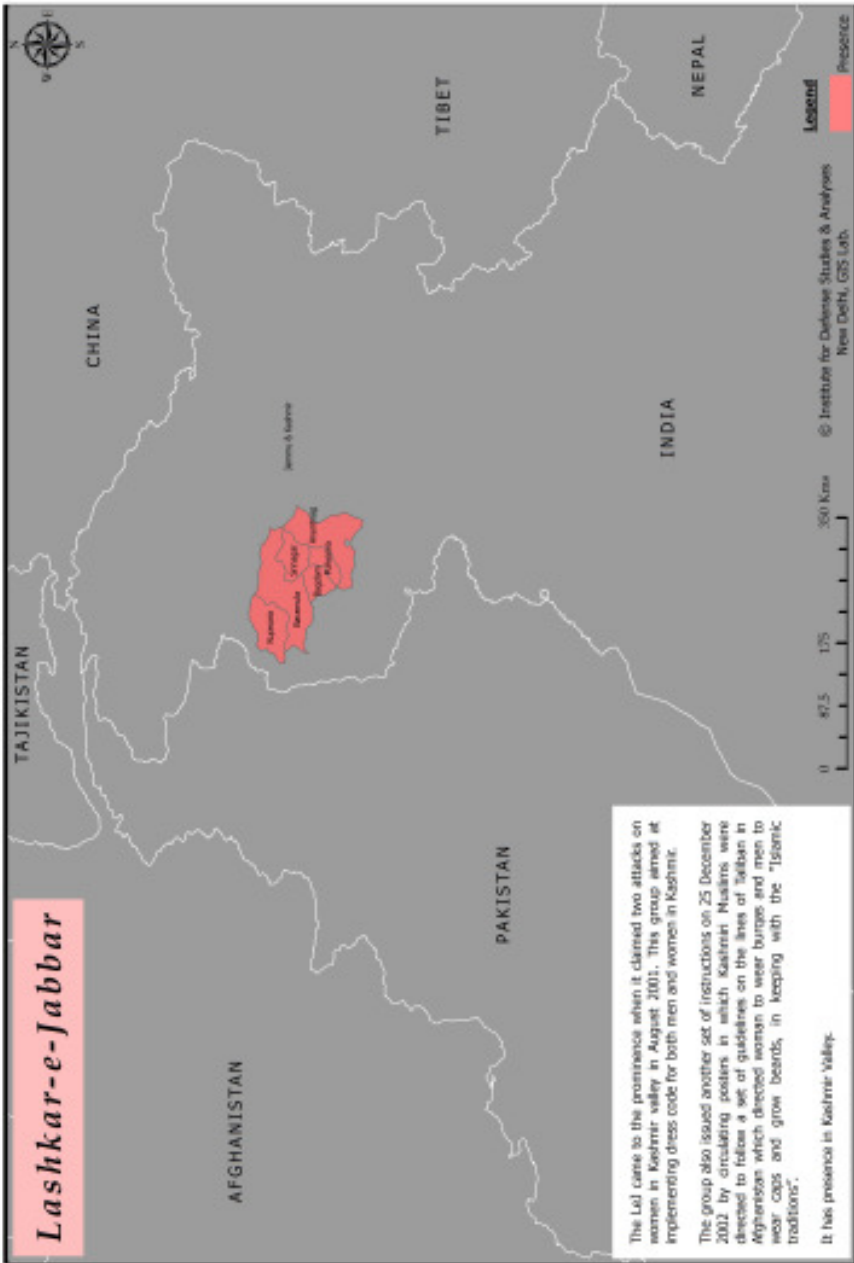 Lashkar-e-Jabbar
N
E
S
W
TAJIKISTAN
CHINA
TIBET
NEPAL
AFGHANISTAN
PAKISTAN
INDIA
Jammu & Kashmir
Srinagar
The LeJ came to the prominence when it claimed two attacks on
women in Kashmir valley in August 2001. This group aimed at
implementing dress code for both men and women in Kashmir.
The group also issued another set of instructions on 25 December
2002 by circulating posters in which Kashmiri Muslims were
directed to follow a set of guidelines on the lines of Taliban in
Afghanistan which directed woman to wear burqas and men to
wear caps and grow beards, in keeping with the "Islamic
traditions".
It has presence in Kashmir Valley.
0 87.5 175 350 Kms
© Institute for Defense Studies & Analyses
New Delhi, GIS Lab.
Legend
Presence